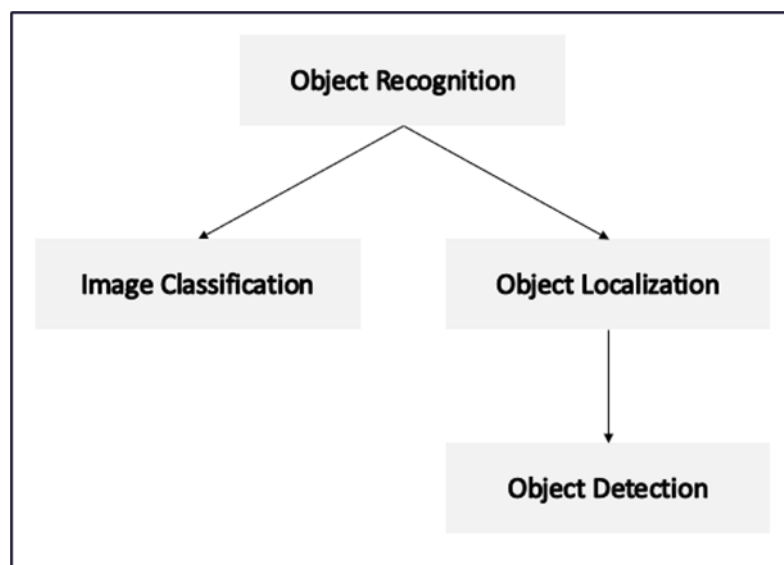 Object Recognition
Image Classification
Object Localization
Object Detection